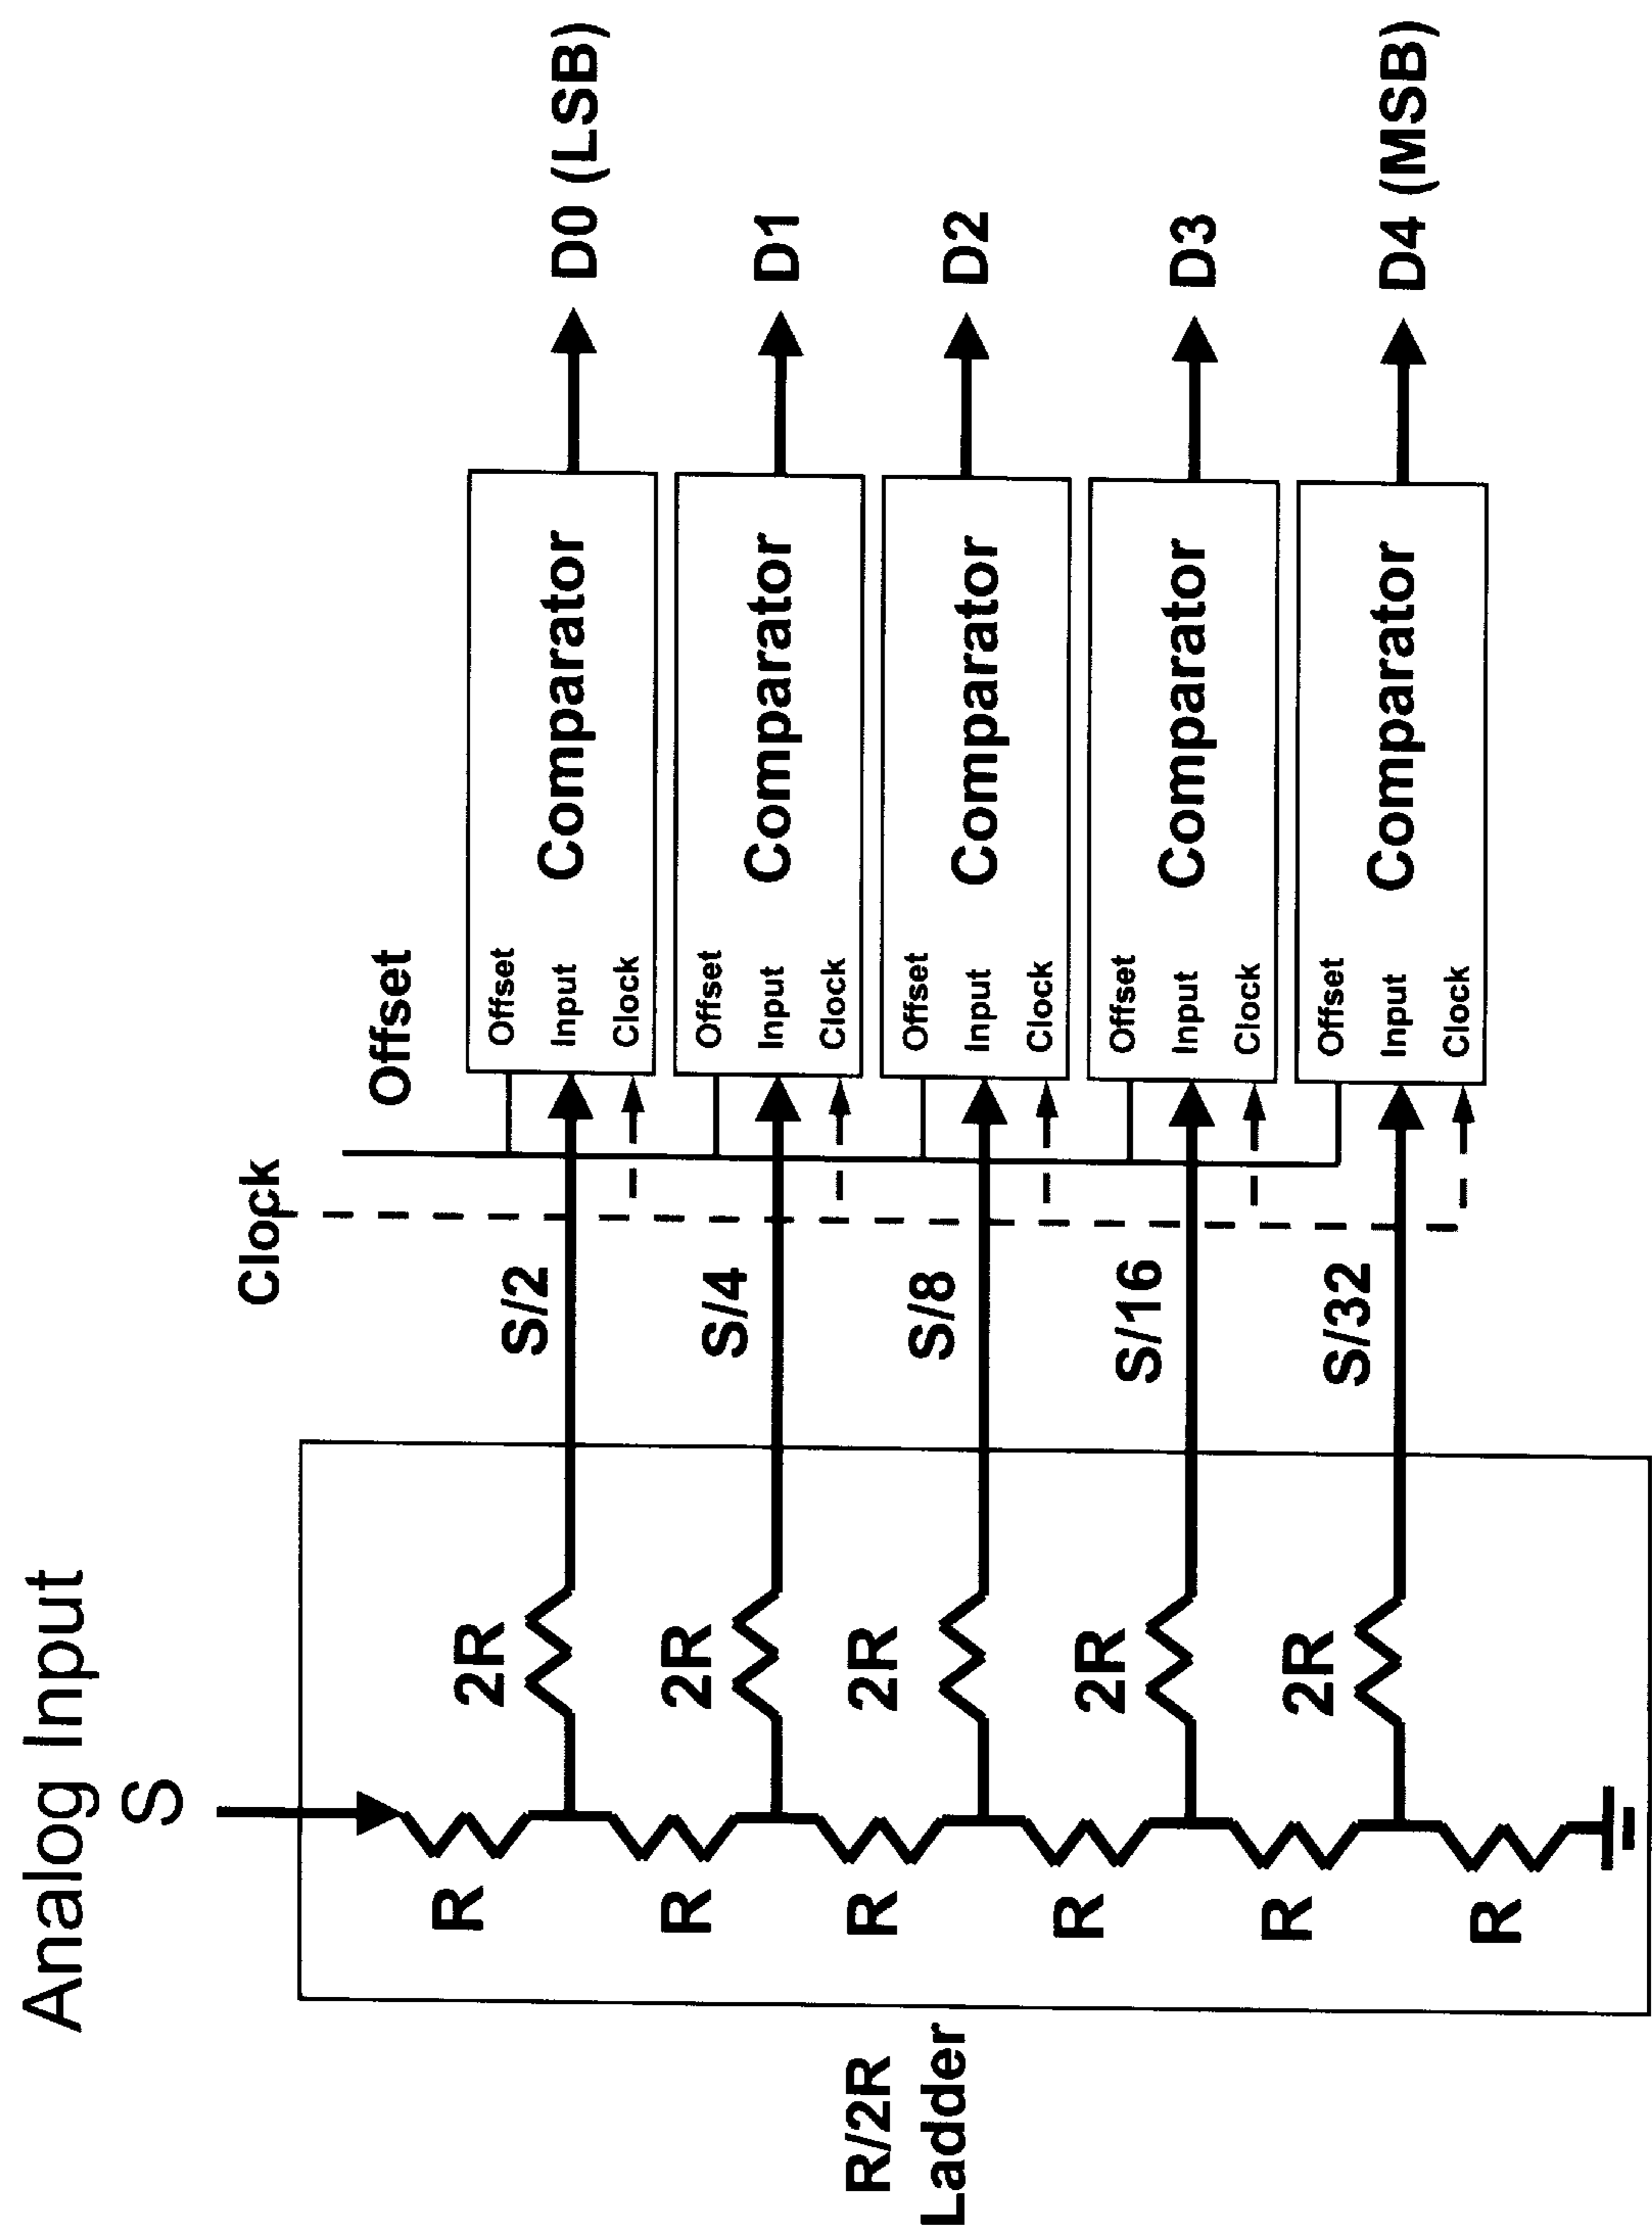 Analog Input
S
Clock
Offset
R
2R
S/2
Offset
Input
Clock
Comparator
D0 (LSB)
R
2R
S/4
Offset
Input
Clock
Comparator
D1
R/2R
Ladder
R
2R
S/8
Offset
Input
Clock
Comparator
D2
R
2R
S/16
Offset
Input
Clock
Comparator
D3
R
2R
S/32
Offset
Input
Clock
Comparator
D4 (MSB)
R